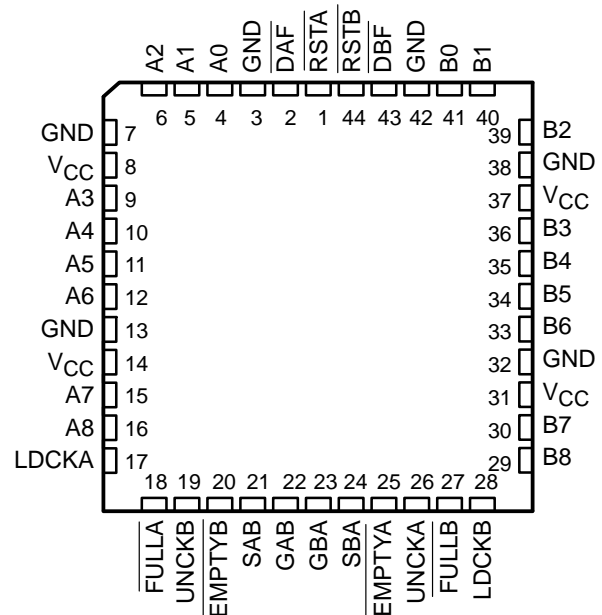 A2 A1 A0 GND DAF RSTA RSTB DBF GND B0 B1
6 5 4 3 2 1 44 43 42 41 40
GND 7 39 B2
VCC 8 38 GND
A3 9 37 VCC
A4 10 36 B3
A5 11 35 B4
A6 12 34 B5
GND 13 33 B6
VCC 14 32 GND
A7 15 31 VCC
A8 16 30 B7
LDCKA 17 29 B8
18 19 20 21 22 23 24 25 26 27 28
FULLA UNCKB EMPTYB SAB GAB GBA SBA EMPTYA UNCKA FULLB LDCKB